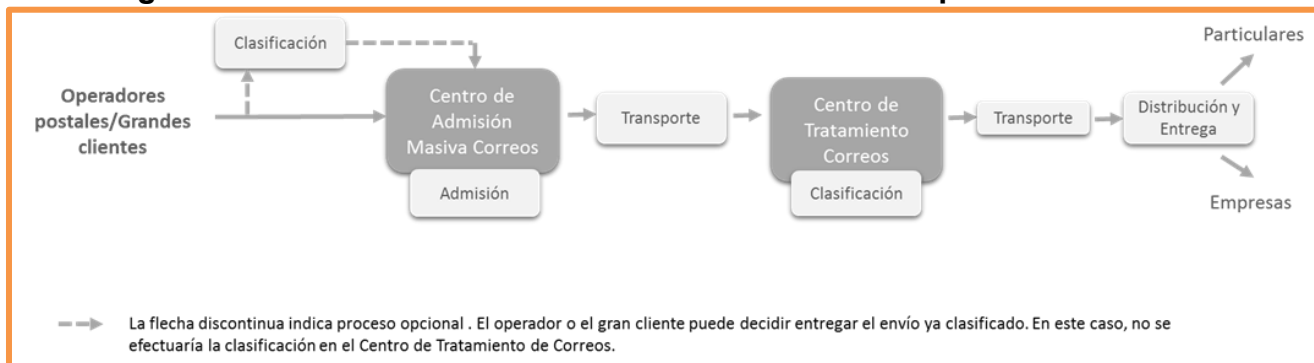 Clasificación
Particulares
Operadores
postales/Grandes
clientes
Centro de
Admisión
Masiva Correos
Admisión
Transporte
Centro de
Tratamiento
Correos
Clasificación
Transporte
Distribución y
Entrega
Empresas
La flecha discontinua indica proceso opcional . El operador o el gran cliente puede decidir entregar el envío ya clasificado. En este caso, no se
efectuaría la clasificación en el Centro de Tratamiento de Correos.